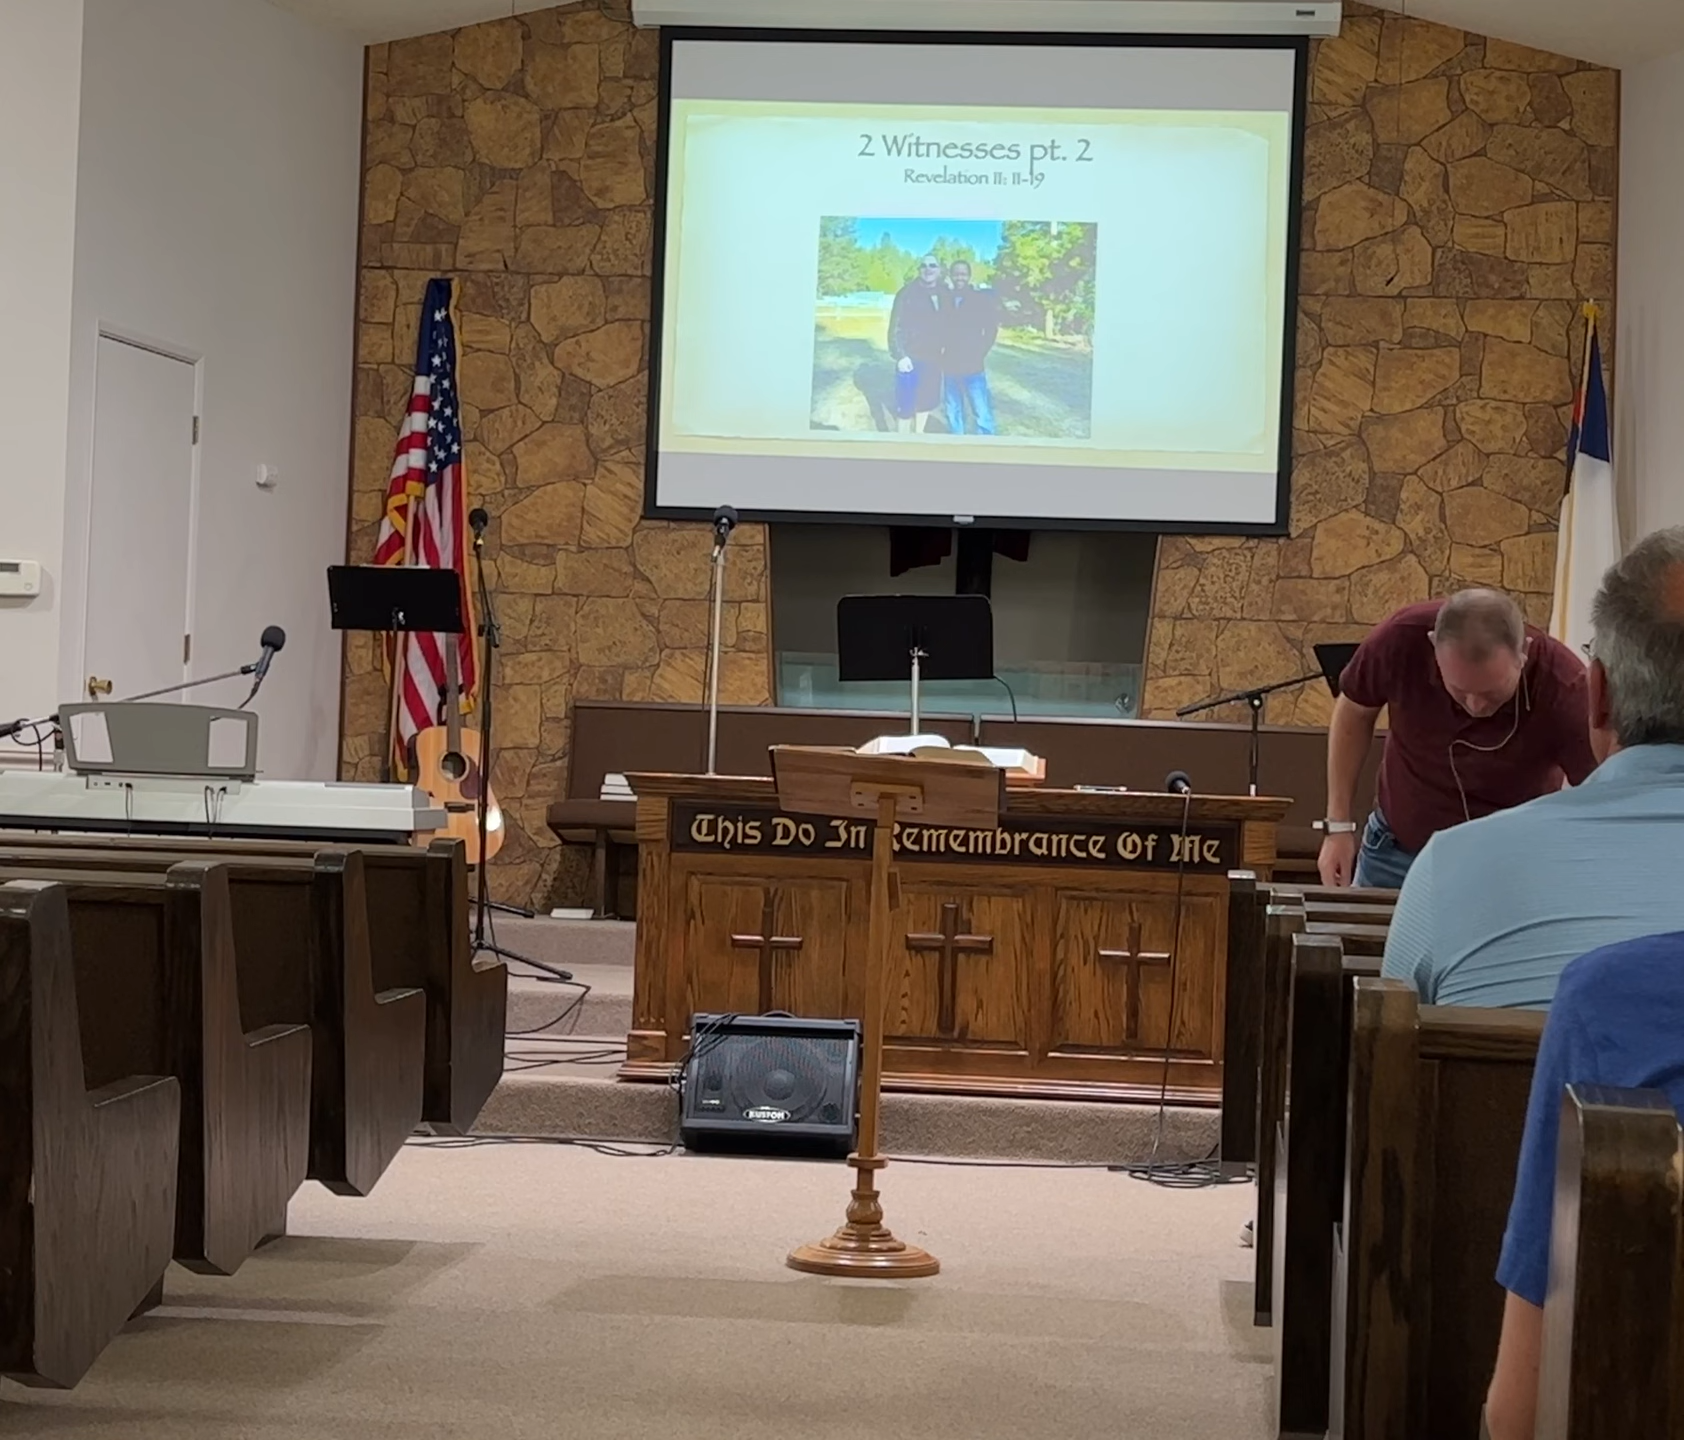 2 Witnesses pt. 2
Revelation 11: 11-19
This Do In Remembrance Of Me
KUSTOM